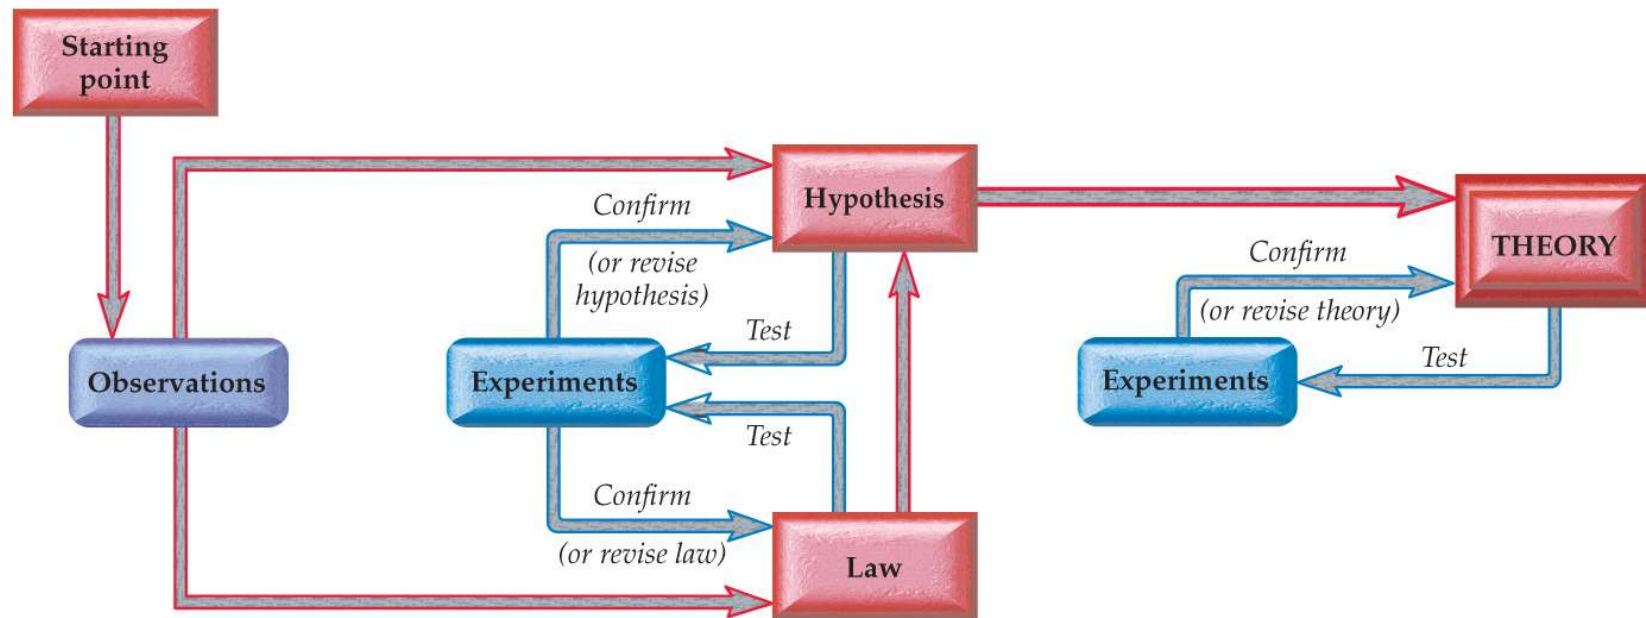 Starting
point
Confirm
(or revise
hypothesis)
Hypothesis
Test
Observations
Experiments
Test
Confirm
(or revise law)
Law
THEORY
Confirm
(or revise theory)
Experiments
Test